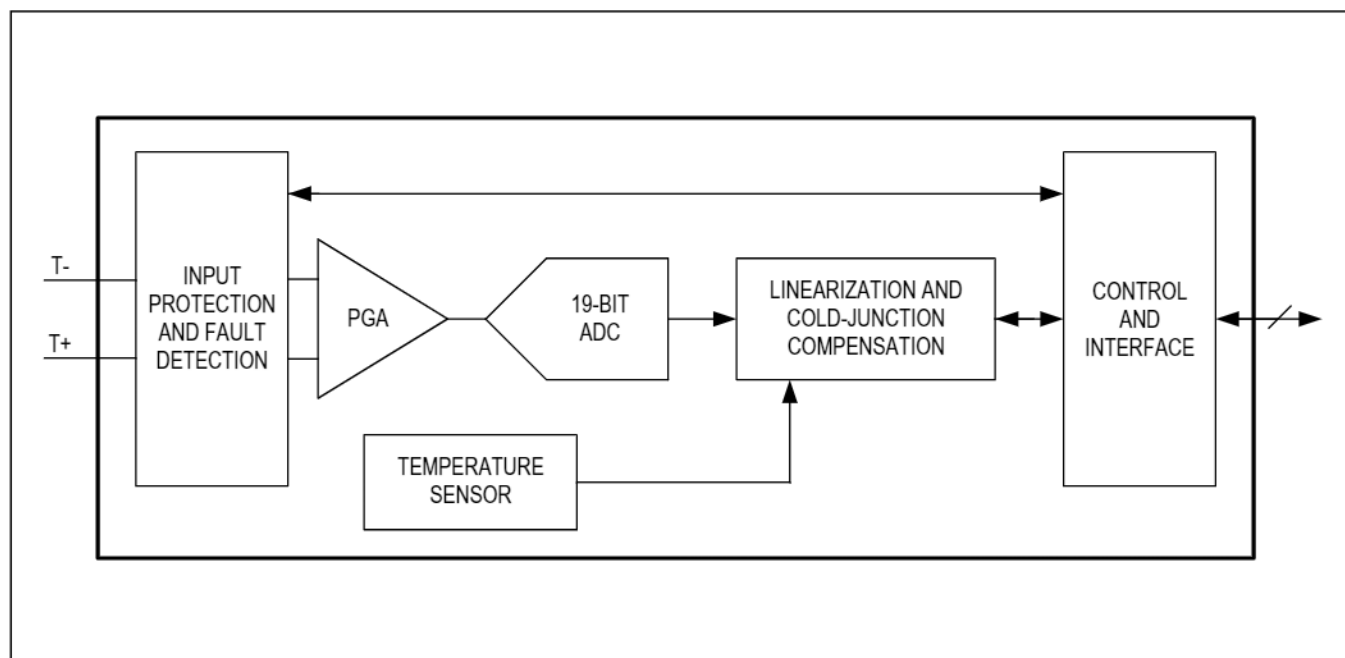 T-
T+
INPUT
PROTECTION
AND FAULT
DETECTION
PGA
19-BIT
ADC
LINEARIZATION AND
COLD-JUNCTION
COMPENSATION
CONTROL
AND
INTERFACE
TEMPERATURE
SENSOR